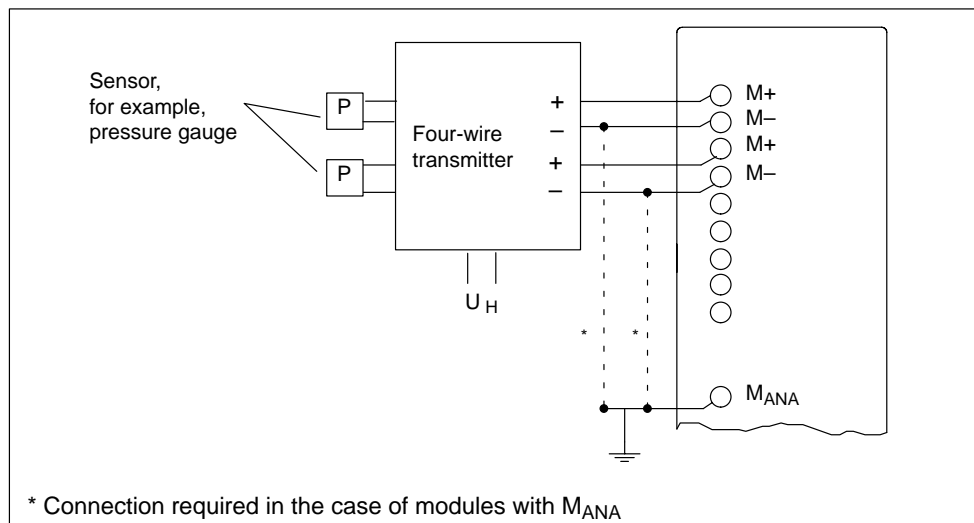 Sensor,
for example,
pressure gauge
P
P
Four-wire
transmitter
+
–
+
–
U H
M+
M–
M+
M–
*
*
MANA
* Connection required in the case of modules with MANA